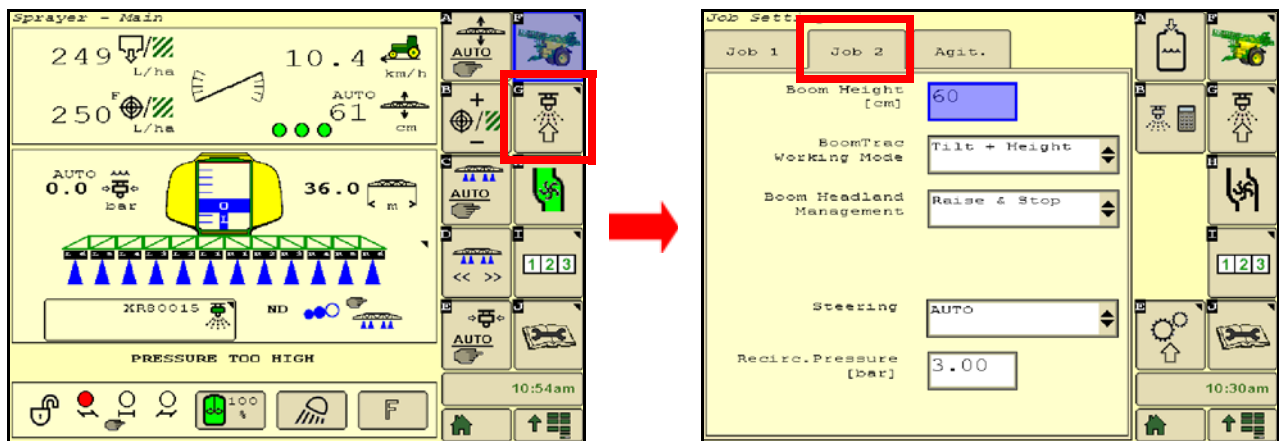 Sprayer - Main
249 L/ha
10.4 km/h
250 F L/ha
AUTO
61 cm
AUTO
0.0 bar
36.0 m
XR80015
ND
PRESSURE TOO HIGH
100 %
F
A
AUTO
B
+
-
AUTO
D
<< >>
E
AUTO
F
G
I
1 2 3
J
10:54am
Job Setti
Job 1
Job 2
Agit.
Boom Height
[cm]
60
BoomTrac
Working Mode
Tilt + Height
Boom Headland
Management
Raise & Stop
Steering
AUTO
Recirc.Pressure
[bar]
3.00
A
B
E
F
G
H
I
1 2 3
J
10:30am